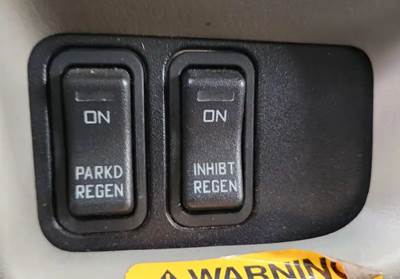 ON
PARKD
REGEN
ON
INHIBT
REGEN
WARNING